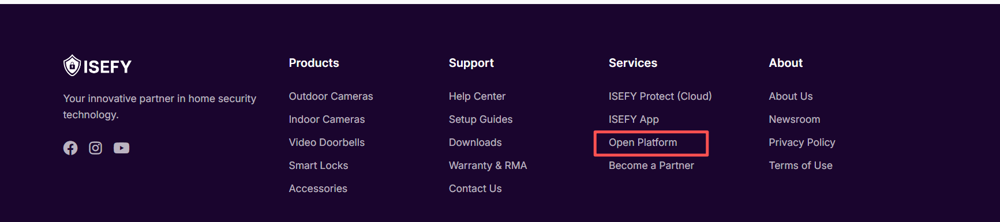 ISEFY
Your innovative partner in home security
technology.
Products
Outdoor Cameras
Indoor Cameras
Video Doorbells
Smart Locks
Accessories
Support
Help Center
Setup Guides
Downloads
Warranty & RMA
Contact Us
Services
ISEFY Protect (Cloud)
ISEFY App
Open Platform
Become a Partner
About
About Us
Newsroom
Privacy Policy
Terms of Use